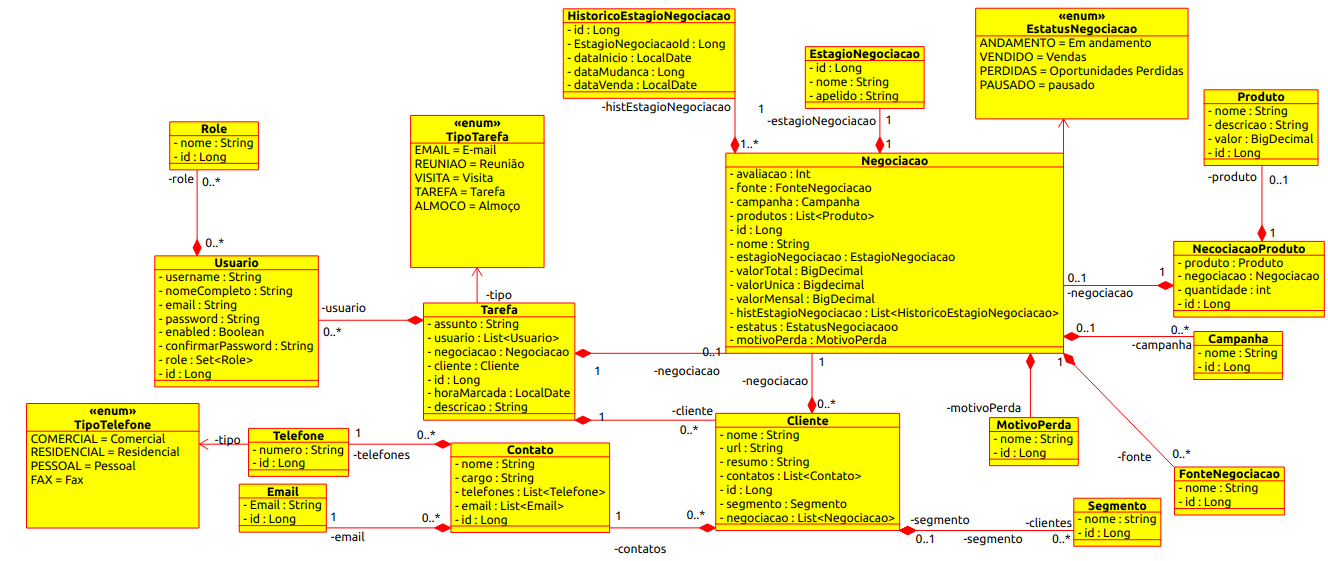 HistoricoEstagioNegociacao
- id : Long
- EstagioNegociacaoId : Long
- dataInicio : LocalDate
- dataMudanca : Long
- dataVenda : LocalDate
-histEstagioNegociacao
1..*
EstagioNegociacao
- id : Long
- nome : String
- apelido : String
1
-estagioNegociacao
1
1
«enum»
EstatusNegociacao
ANDAMENTO = Em andamento
VENDIDO = Vendas
PERDIDAS = Oportunidades Perdidas
PAUSADO = pausado
Produto
- nome : String
- descricao : String
- valor : BigDecimal
- id : Long
-produto
0..1
1
Role
- nome : String
- id : Long
-role
0..*
0..*
«enum»
TipoTarefa
EMAIL = E-mail
REUNIAO = Reunião
VISITA = Visita
TAREFA = Tarefa
ALMOCO = Almoço
-tipo
Negociacao
- avaliacao : Int
- fonte : FonteNegociacao
- campanha : Campanha
- produtos : List<Produto>
- id : Long
- nome : String
- estagioNegociacao : EstagioNegociacao
- valorTotal : BigDecimal
- valorUnica : Bigdecimal
- valorMensal : BigDecimal
- histEstagioNegociacao : List<HistoricoEstagioNegociacao>
- estatus : EstatusNegociacaoo
- motivoPerda : MotivoPerda
NecociacaoProduto
- produto : Produto
- negociacao : Negociacao
- quantidade : int
- id : Long
0..1
1
-negociacao
Usuario
- username : String
- nomeCompleto : String
- email : String
- password : String
- enabled : Boolean
- confirmarPassword : String
- role : Set<Role>
- id : Long
-usuario
0..*
Tarefa
- assunto : String
- usuario : List<Usuario>
- negociacao : Negociacao
- cliente : Cliente
- id : Long
- horaMarcada : LocalDate
- descricao : String
0..1
1
-negociacao
1
-negociacao
0..*
1
-cliente
0..*
0..1
0..*
-campanha
Campanha
- nome : String
- id : Long
1
-motivoPerda
MotivoPerda
- nome : String
- id : Long
-fonte
0..*
FonteNegociacao
- nome : String
- id : Long
«enum»
TipoTelefone
COMERCIAL = Comercial
RESIDENCIAL = Residencial
PESSOAL = Pessoal
FAX = Fax
-tipo
Telefone
- numero : String
- id : Long
1
-telefones
0..*
Email
- Email : String
- id : Long
1
-email
0..*
Contato
- nome : String
- cargo : String
- telefones : List<Telefone>
- email : List<Email>
- id : Long
1
-contatos
0..*
Cliente
- nome : String
- url : String
- resumo : String
- contatos : List<Contato>
- id : Long
- segmento : Segmento
- negociacao : List<Negociacao>
-segmento
0..1
-segmento
-clientes
0..*
Segmento
- nome : string
- id : Long